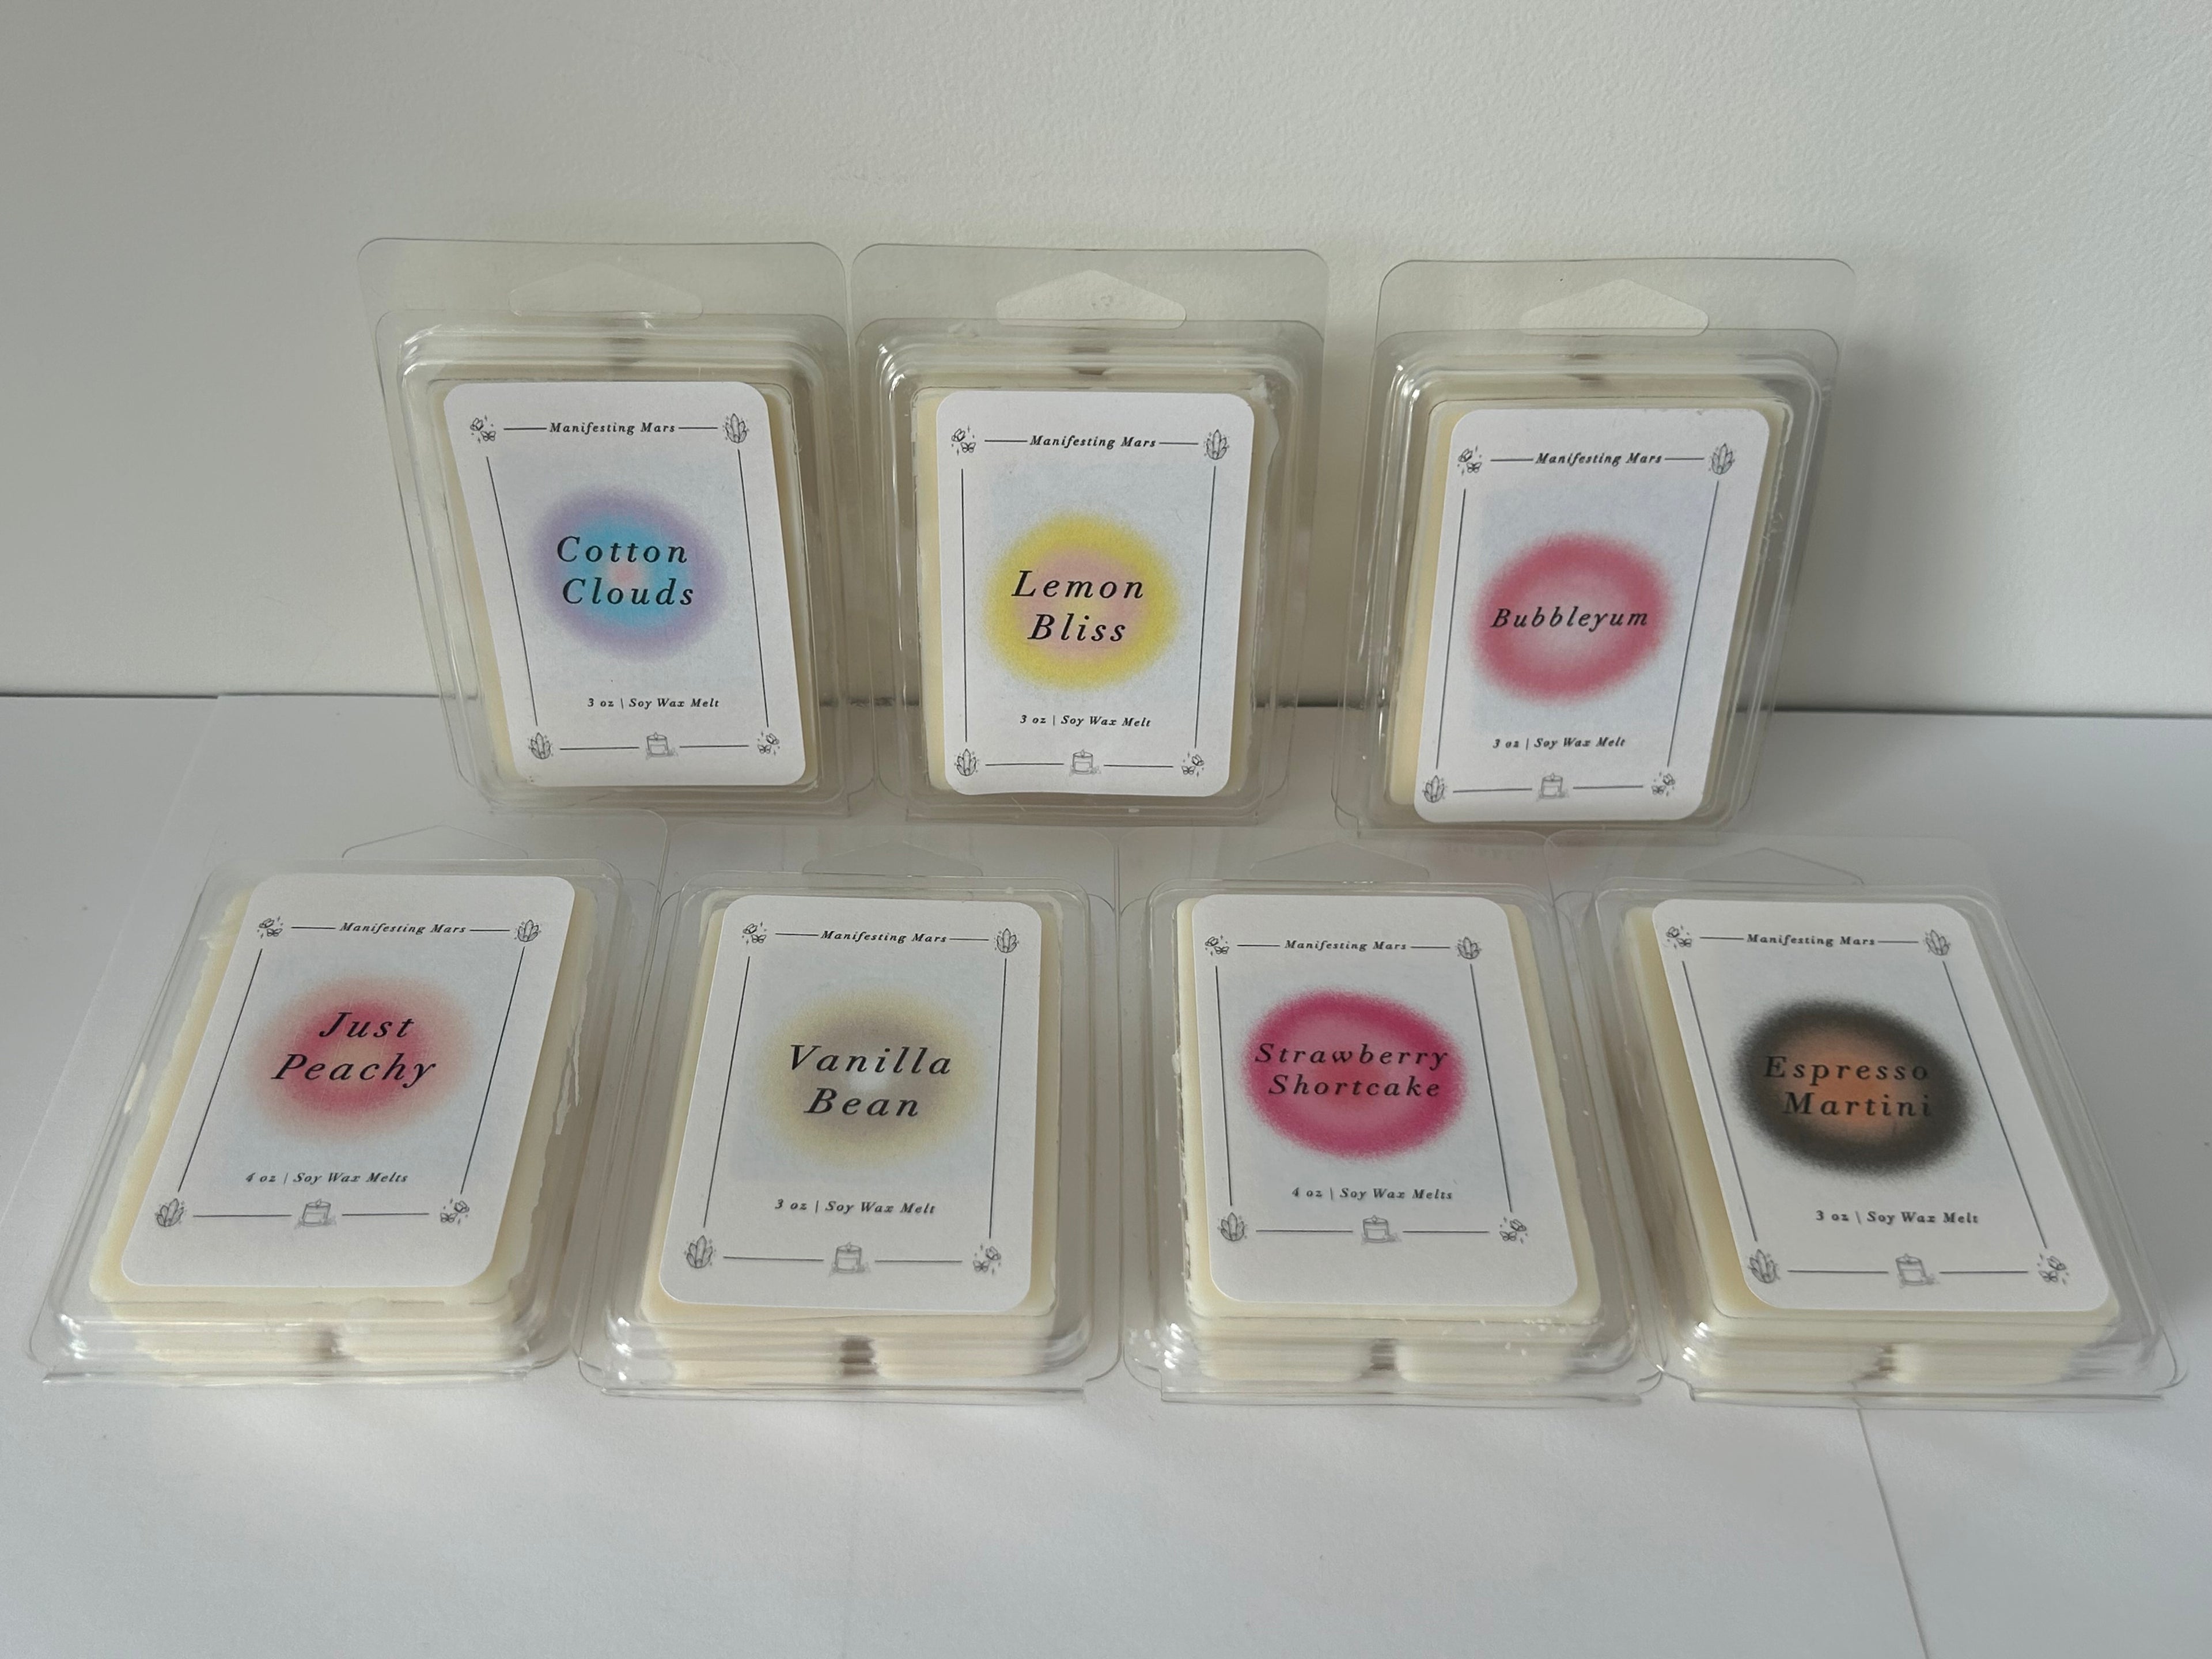 Manifesting Mars
Cotton
Clouds
3 oz | Soy Wax Melt
Manifesting Mars
Lemon
Bliss
3 oz | Soy Wax Melt
Manifesting Mars
Bubbleyum
3 oz | Soy Wax Melt
Manifesting Mars
Just
Peachy
4 oz | Soy Wax Melts
Manifesting Mars
Vanilla
Bean
3 oz | Soy Wax Melt
Manifesting Mars
Strawberry
Shortcake
4 oz | Soy Wax Melts
Manifesting Mars
Espresso
Martini
3 oz | Soy Wax Melt